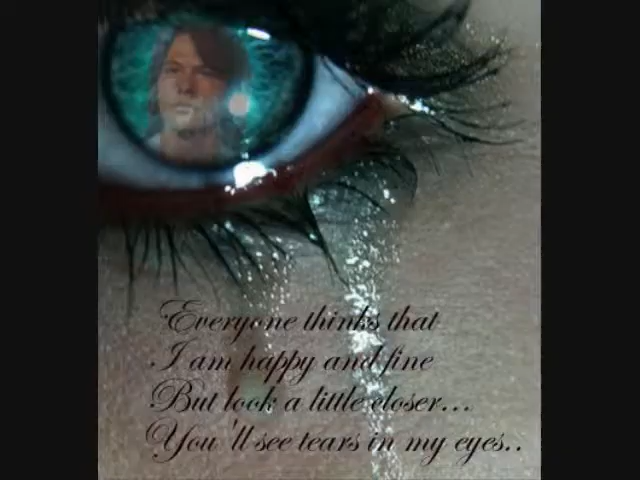 Everyone thinks that
I am happy and fine
But look a little closer...
You'll see tears in my eyes..